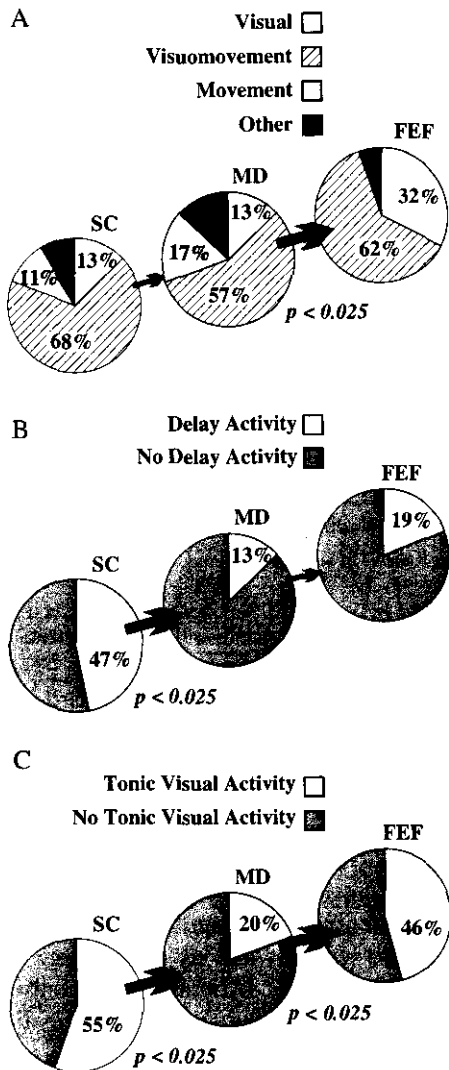 A
Visual
Visuomovement
Movement
Other
FEF
MD
SC
32%
13%
17%
62%
13%
11%
57%
p < 0.025
68%
B
Delay Activity
No Delay Activity
FEF
MD
SC
19%
13%
47%
p < 0.025
C
Tonic Visual Activity
No Tonic Visual Activity
FEF
MD
SC
20%
46%
55%
p < 0.025
p < 0.025